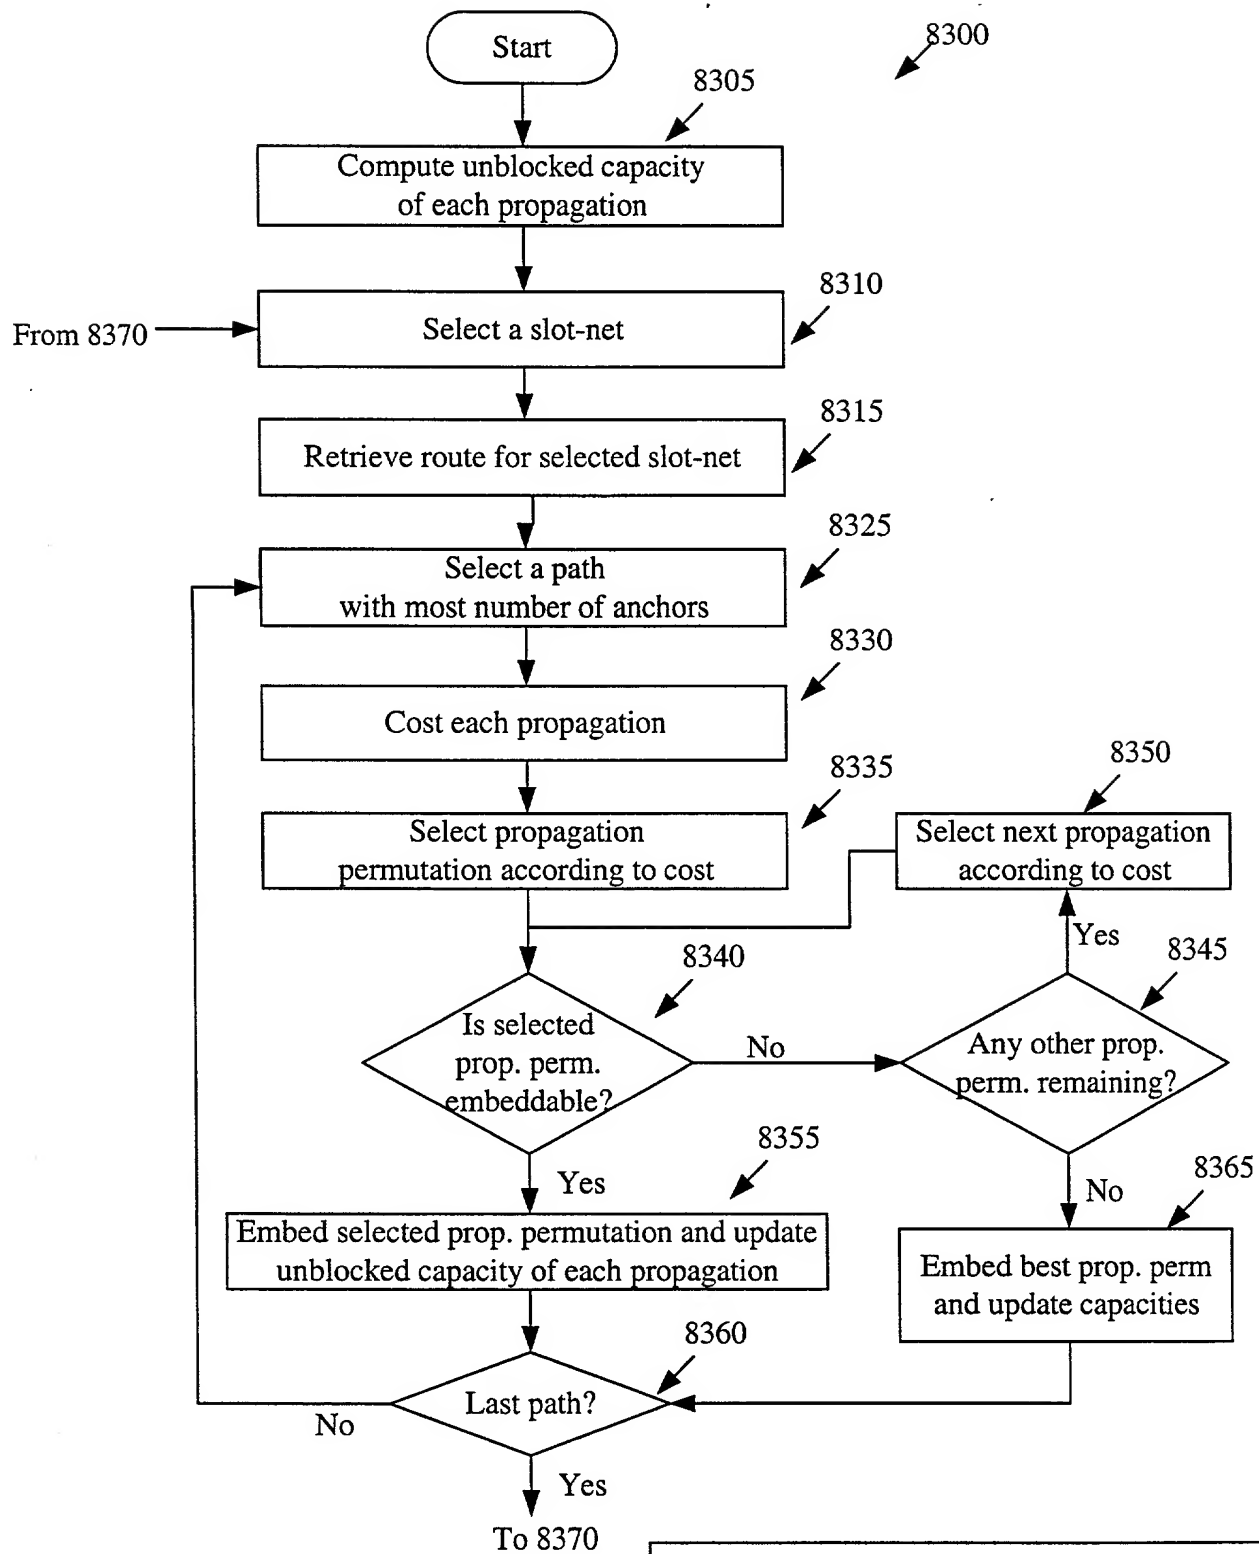 Start
8300
8305
Compute unblocked capacity
of each propagation
8310
From 8370
Select a slot-net
8315
Retrieve route for selected slot-net
8325
Select a path
with most number of anchors
8330
Cost each propagation
8335
8350
Select propagation
permutation according to cost
Select next propagation
according to cost
Yes
8340
8345
Is selected
prop. perm.
embeddable?
No
Any other prop.
perm. remaining?
8355
Yes
No
8365
Embed selected prop. permutation and update
unblocked capacity of each propagation
Embed best prop. perm
and update capacities
8360
Last path?
No
Yes
To 8370